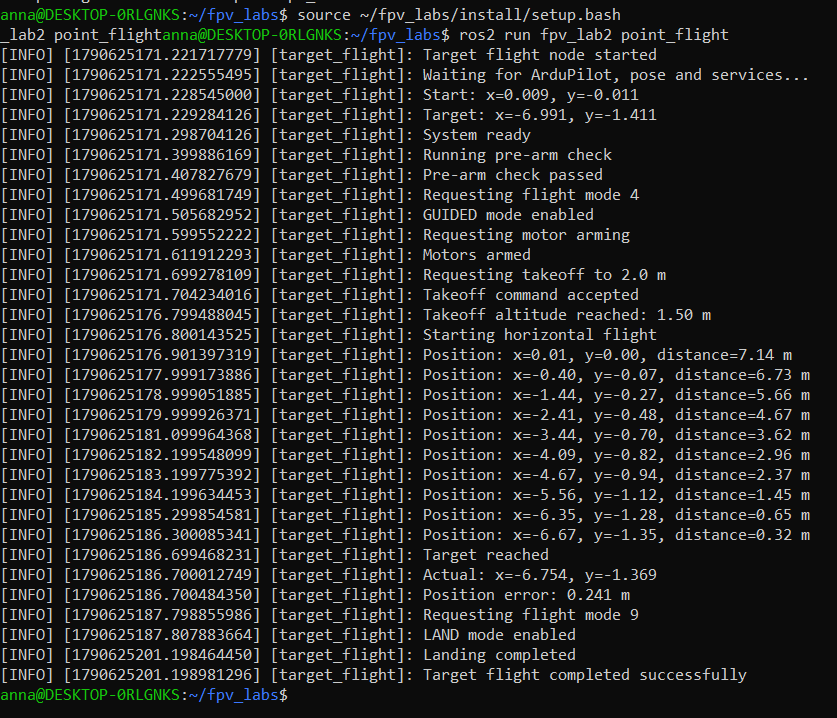 anna@DESKTOP-0RLGNKS:~/fpv_labs$ source ~/fpv_labs/install/setup.bash
_lab2 point_flightanna@DESKTOP-0RLGNKS:~/fpv_labs$ ros2 run fpv_lab2 point_flight
[INFO] [1790625171.221717779] [target_flight]: Target flight node started
[INFO] [1790625171.222555495] [target_flight]: Waiting for ArduPilot, pose and services...
[INFO] [1790625171.228545000] [target_flight]: Start: x=0.009, y=-0.011
[INFO] [1790625171.229284126] [target_flight]: Target: x=-6.991, y=-1.411
[INFO] [1790625171.298704126] [target_flight]: System ready
[INFO] [1790625171.399886169] [target_flight]: Running pre-arm check
[INFO] [1790625171.407827679] [target_flight]: Pre-arm check passed
[INFO] [1790625171.499681749] [target_flight]: Requesting flight mode 4
[INFO] [1790625171.505682952] [target_flight]: GUIDED mode enabled
[INFO] [1790625171.599552222] [target_flight]: Requesting motor arming
[INFO] [1790625171.611912293] [target_flight]: Motors armed
[INFO] [1790625171.699278109] [target_flight]: Requesting takeoff to 2.0 m
[INFO] [1790625171.704234016] [target_flight]: Takeoff command accepted
[INFO] [1790625176.799488045] [target_flight]: Takeoff altitude reached: 1.50 m
[INFO] [1790625176.800143525] [target_flight]: Starting horizontal flight
[INFO] [1790625176.901397319] [target_flight]: Position: x=0.01, y=0.00, distance=7.14 m
[INFO] [1790625177.999173886] [target_flight]: Position: x=-0.40, y=-0.07, distance=6.73 m
[INFO] [1790625178.999051885] [target_flight]: Position: x=-1.44, y=-0.27, distance=5.66 m
[INFO] [1790625179.999926371] [target_flight]: Position: x=-2.41, y=-0.48, distance=4.67 m
[INFO] [1790625181.099964368] [target_flight]: Position: x=-3.44, y=-0.70, distance=3.62 m
[INFO] [1790625182.199548099] [target_flight]: Position: x=-4.09, y=-0.82, distance=2.96 m
[INFO] [1790625183.199775392] [target_flight]: Position: x=-4.67, y=-0.94, distance=2.37 m
[INFO] [1790625184.199634453] [target_flight]: Position: x=-5.56, y=-1.12, distance=1.45 m
[INFO] [1790625185.299854581] [target_flight]: Position: x=-6.35, y=-1.28, distance=0.65 m
[INFO] [1790625186.300085341] [target_flight]: Position: x=-6.67, y=-1.35, distance=0.32 m
[INFO] [1790625186.699468231] [target_flight]: Target reached
[INFO] [1790625186.700012749] [target_flight]: Actual: x=-6.754, y=-1.369
[INFO] [1790625186.700484350] [target_flight]: Position error: 0.241 m
[INFO] [1790625187.798855986] [target_flight]: Requesting flight mode 9
[INFO] [1790625187.807883664] [target_flight]: LAND mode enabled
[INFO] [1790625201.198464450] [target_flight]: Landing completed
[INFO] [1790625201.198981296] [target_flight]: Target flight completed successfully
anna@DESKTOP-0RLGNKS:~/fpv_labs$